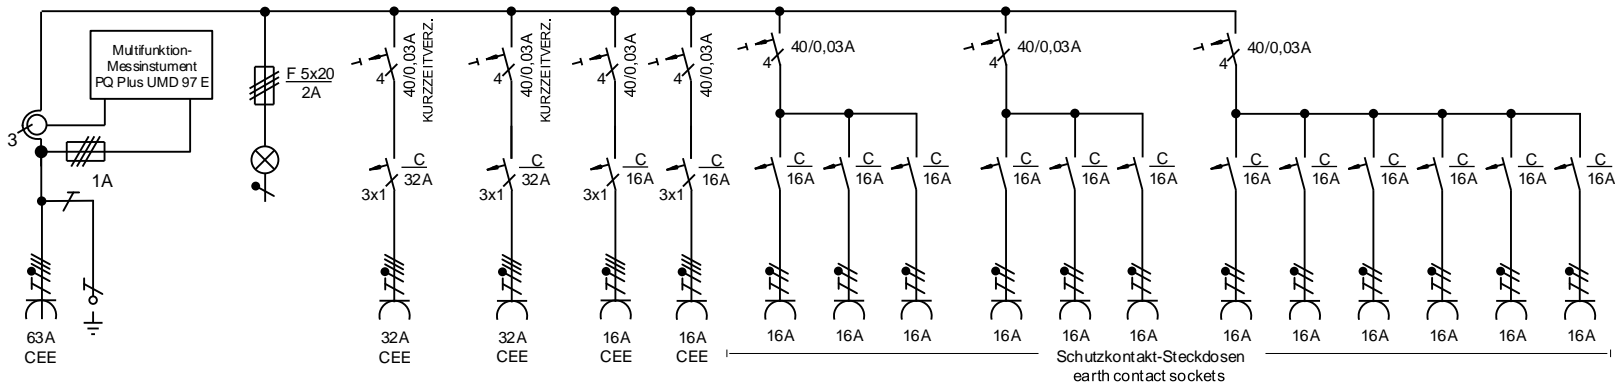 Multifunktion-
Messinstument
PQ Plus UMD 97 E
3
1A
63A
CEE
F 5x20
2A
4
40/0,03A
KURZZEITVERZ.
C
32A
3x1
32A
CEE
4
40/0,03A
KURZZEITVERZ.
C
32A
3x1
32A
CEE
4
40/0,03A
C
16A
3x1
16A
CEE
4
40/0,03A
C
16A
3x1
16A
CEE
40/0,03A
4
C
16A
C
16A
C
16A
16A
16A
16A
40/0,03A
4
C
16A
C
16A
C
16A
16A
16A
16A
40/0,03A
4
C
16A
C
16A
C
16A
C
16A
C
16A
C
16A
16A
16A
16A
16A
16A
16A
Schutzkontakt-Steckdosen
earth contact sockets